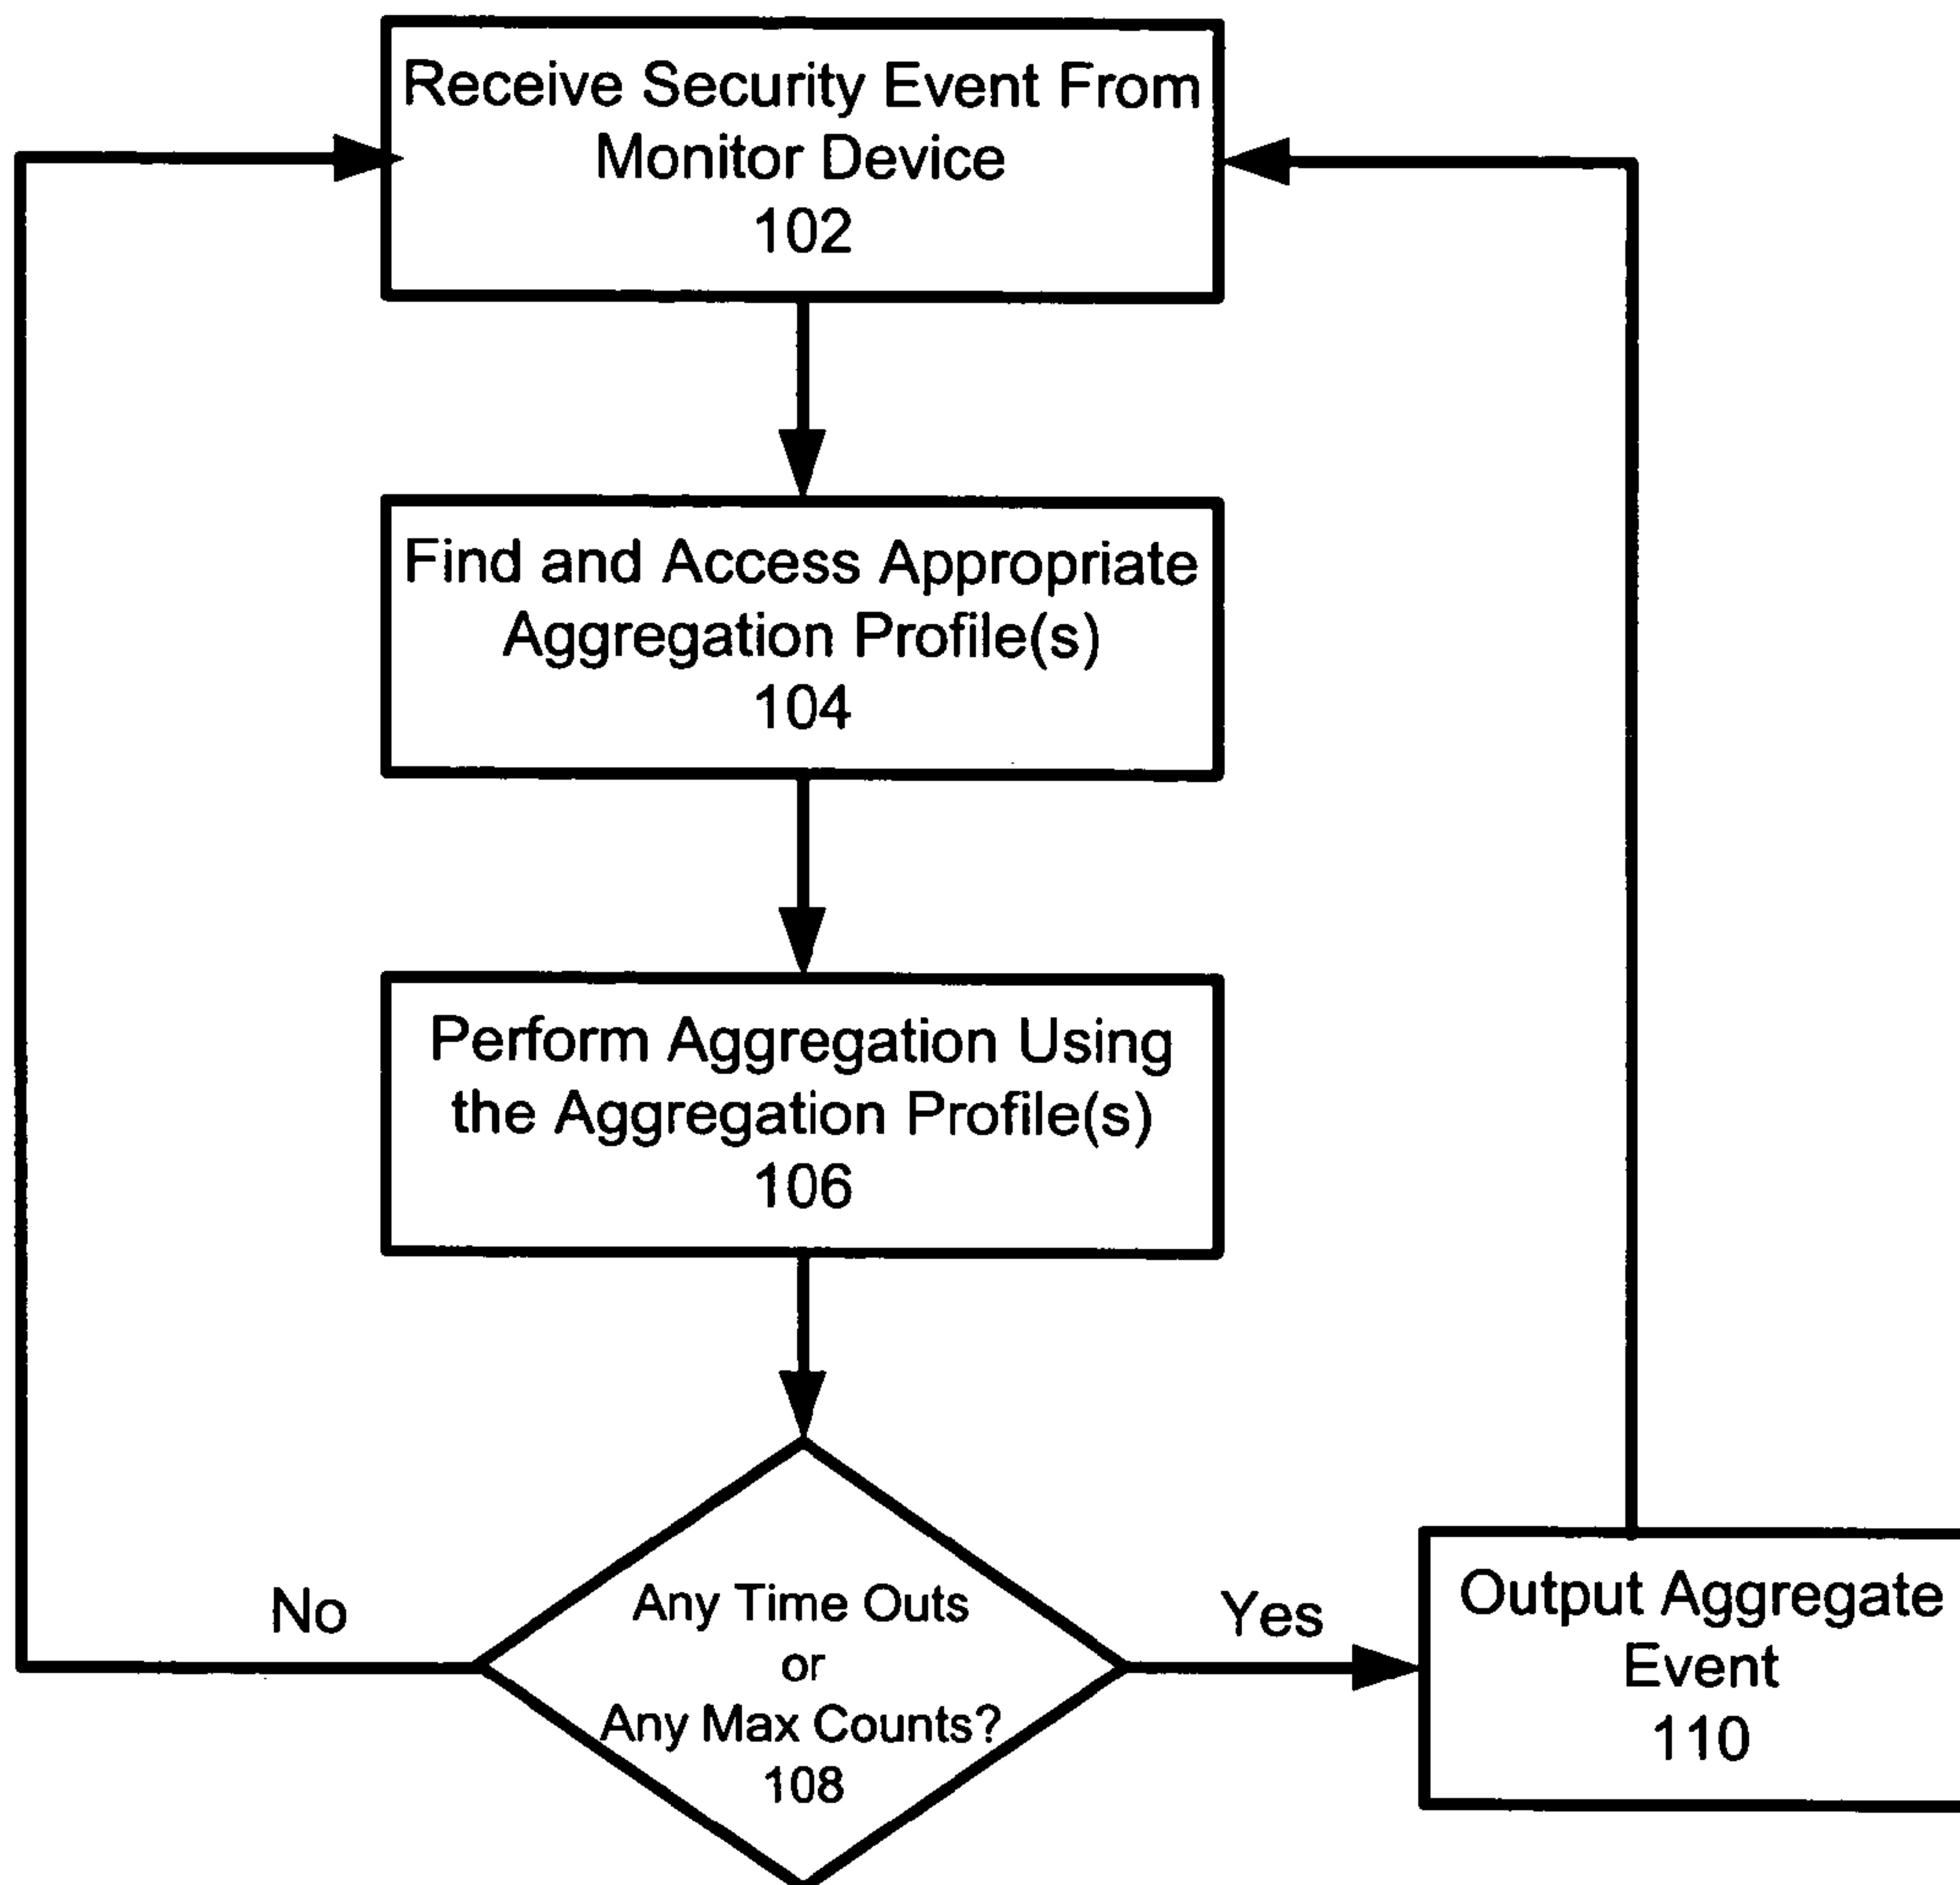 Receive Security Event From
Monitor Device
102
Find and Access Appropriate
Aggregation Profile(s)
104
Perform Aggregation Using
the Aggregation Profile(s)
106
No
Any Time Outs
or
Any Max Counts?
108
Yes
Output Aggregate
Event
110